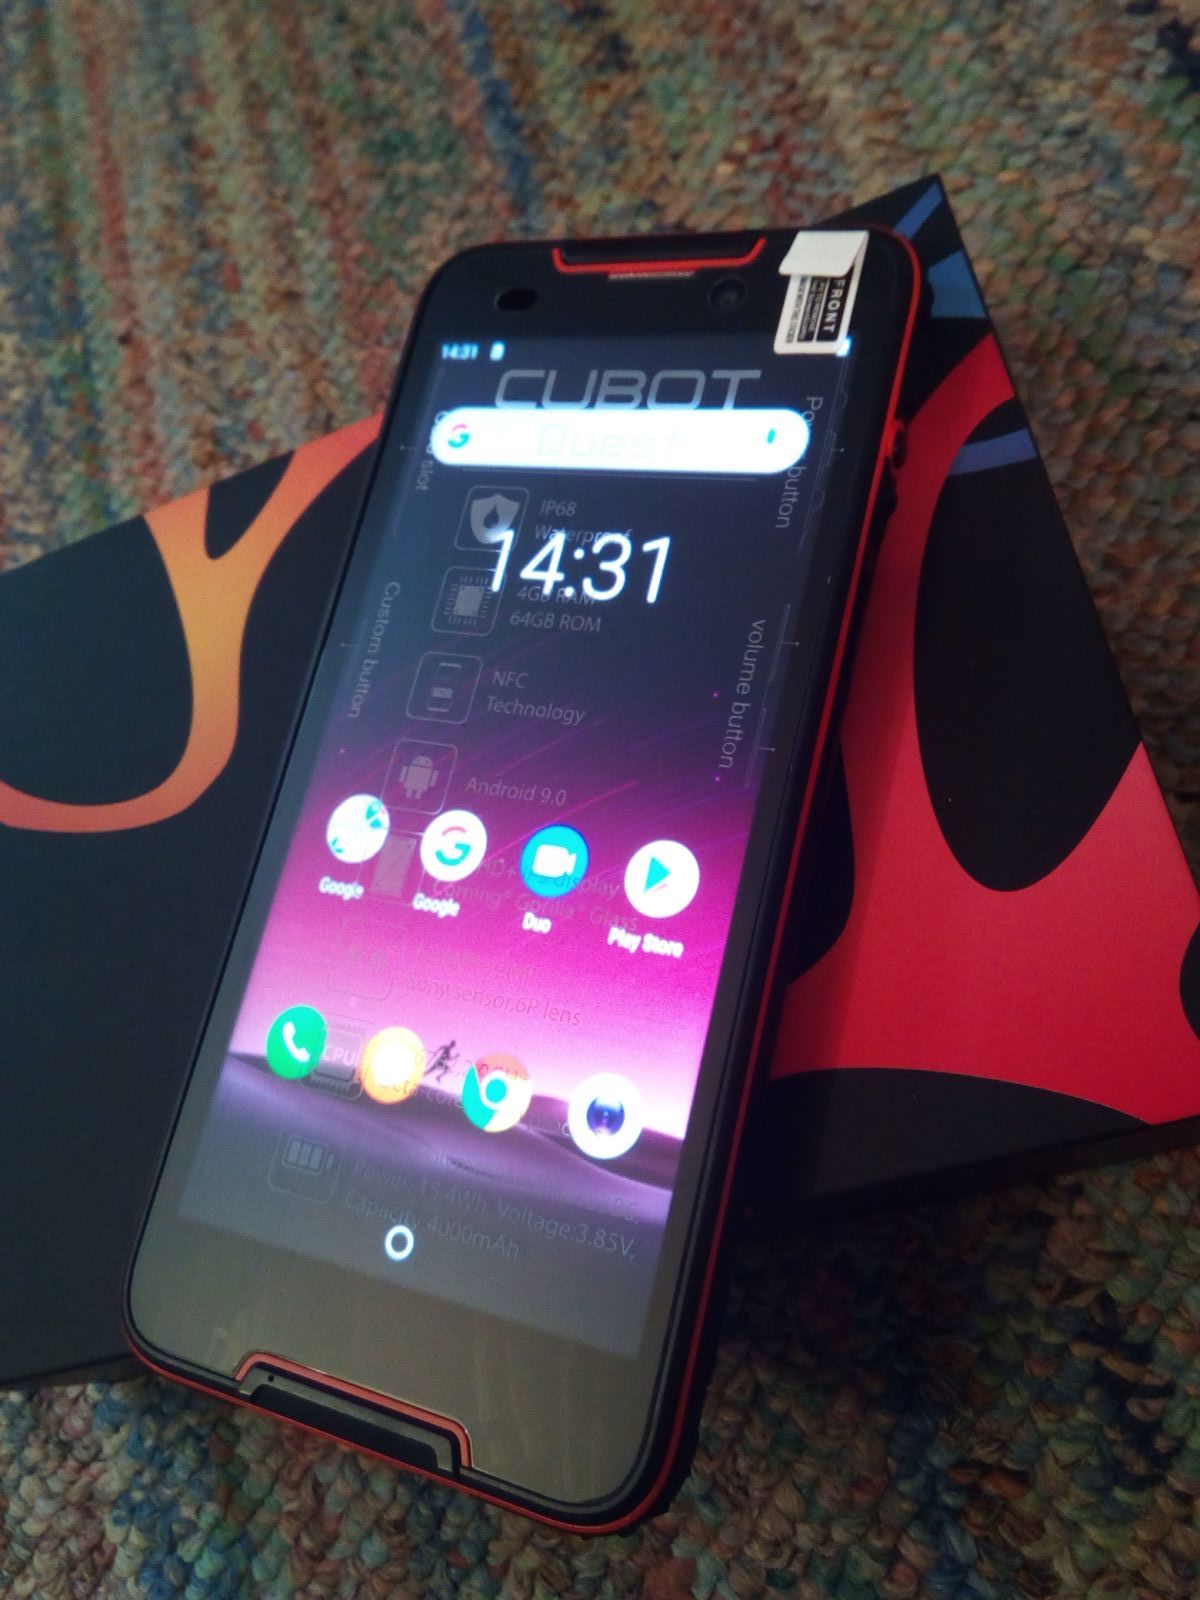 FRONT
14:31
CUBOT
Quest
Power button
Custom button
volume button
slot
IP68
Waterproof
14:31
4GB RAM
64GB ROM
NFC
Technology
Android 9.0
display
Corning® Gorilla® Glass
Google
Google
Duo
Play Store
Sony sensor,6P lens
CPU
Power:15.4Wh, Voltage:3.85V,
Capacity:4000mAh